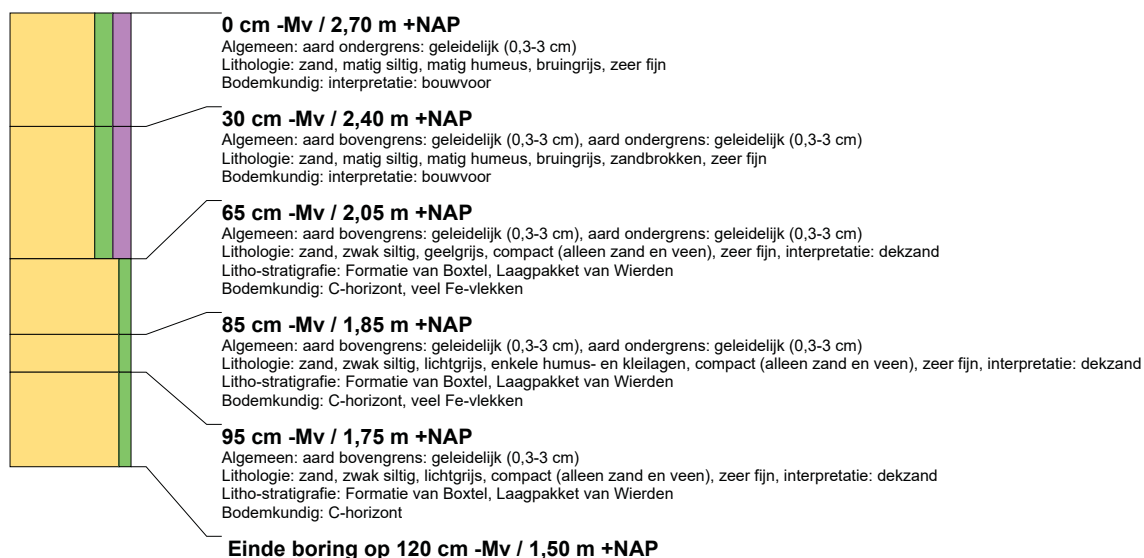 0 cm -Mv / 2,70 m +NAP
Algemeen: aard ondergrens: geleidelijk (0,3-3 cm)
Lithologie: zand, matig siltig, matig humeus, bruingrijs, zeer fijn
Bodemkundig: interpretatie: bouwvoor
30 cm -Mv / 2,40 m +NAP
Algemeen: aard bovengrens: geleidelijk (0,3-3 cm), aard ondergrens: geleidelijk (0,3-3 cm)
Lithologie: zand, matig siltig, matig humeus, bruingrijs, zandbrokken, zeer fijn
Bodemkundig: interpretatie: bouwvoor
65 cm -Mv / 2,05 m +NAP
Algemeen: aard bovengrens: geleidelijk (0,3-3 cm), aard ondergrens: geleidelijk (0,3-3 cm)
Lithologie: zand, zwak siltig, geelgrijs, compact (alleen zand en veen), zeer fijn, interpretatie: dekzand
Litho-stratigrafie: Formatie van Boxtel, Laagpakket van Wierden
Bodemkundig: C-horizont, veel Fe-vlekken
85 cm -Mv / 1,85 m +NAP
Algemeen: aard bovengrens: geleidelijk (0,3-3 cm), aard ondergrens: geleidelijk (0,3-3 cm)
Lithologie: zand, zwak siltig, lichtgrijs, enkele humus- en kleilagen, compact (alleen zand en veen), zeer fijn, interpretatie: dekzand
Litho-stratigrafie: Formatie van Boxtel, Laagpakket van Wierden
Bodemkundig: C-horizont, veel Fe-vlekken
95 cm -Mv / 1,75 m +NAP
Algemeen: aard bovengrens: geleidelijk (0,3-3 cm)
Lithologie: zand, zwak siltig, lichtgrijs, compact (alleen zand en veen), zeer fijn, interpretatie: dekzand
Litho-stratigrafie: Formatie van Boxtel, Laagpakket van Wierden
Bodemkundig: C-horizont
Einde boring op 120 cm -Mv / 1,50 m +NAP